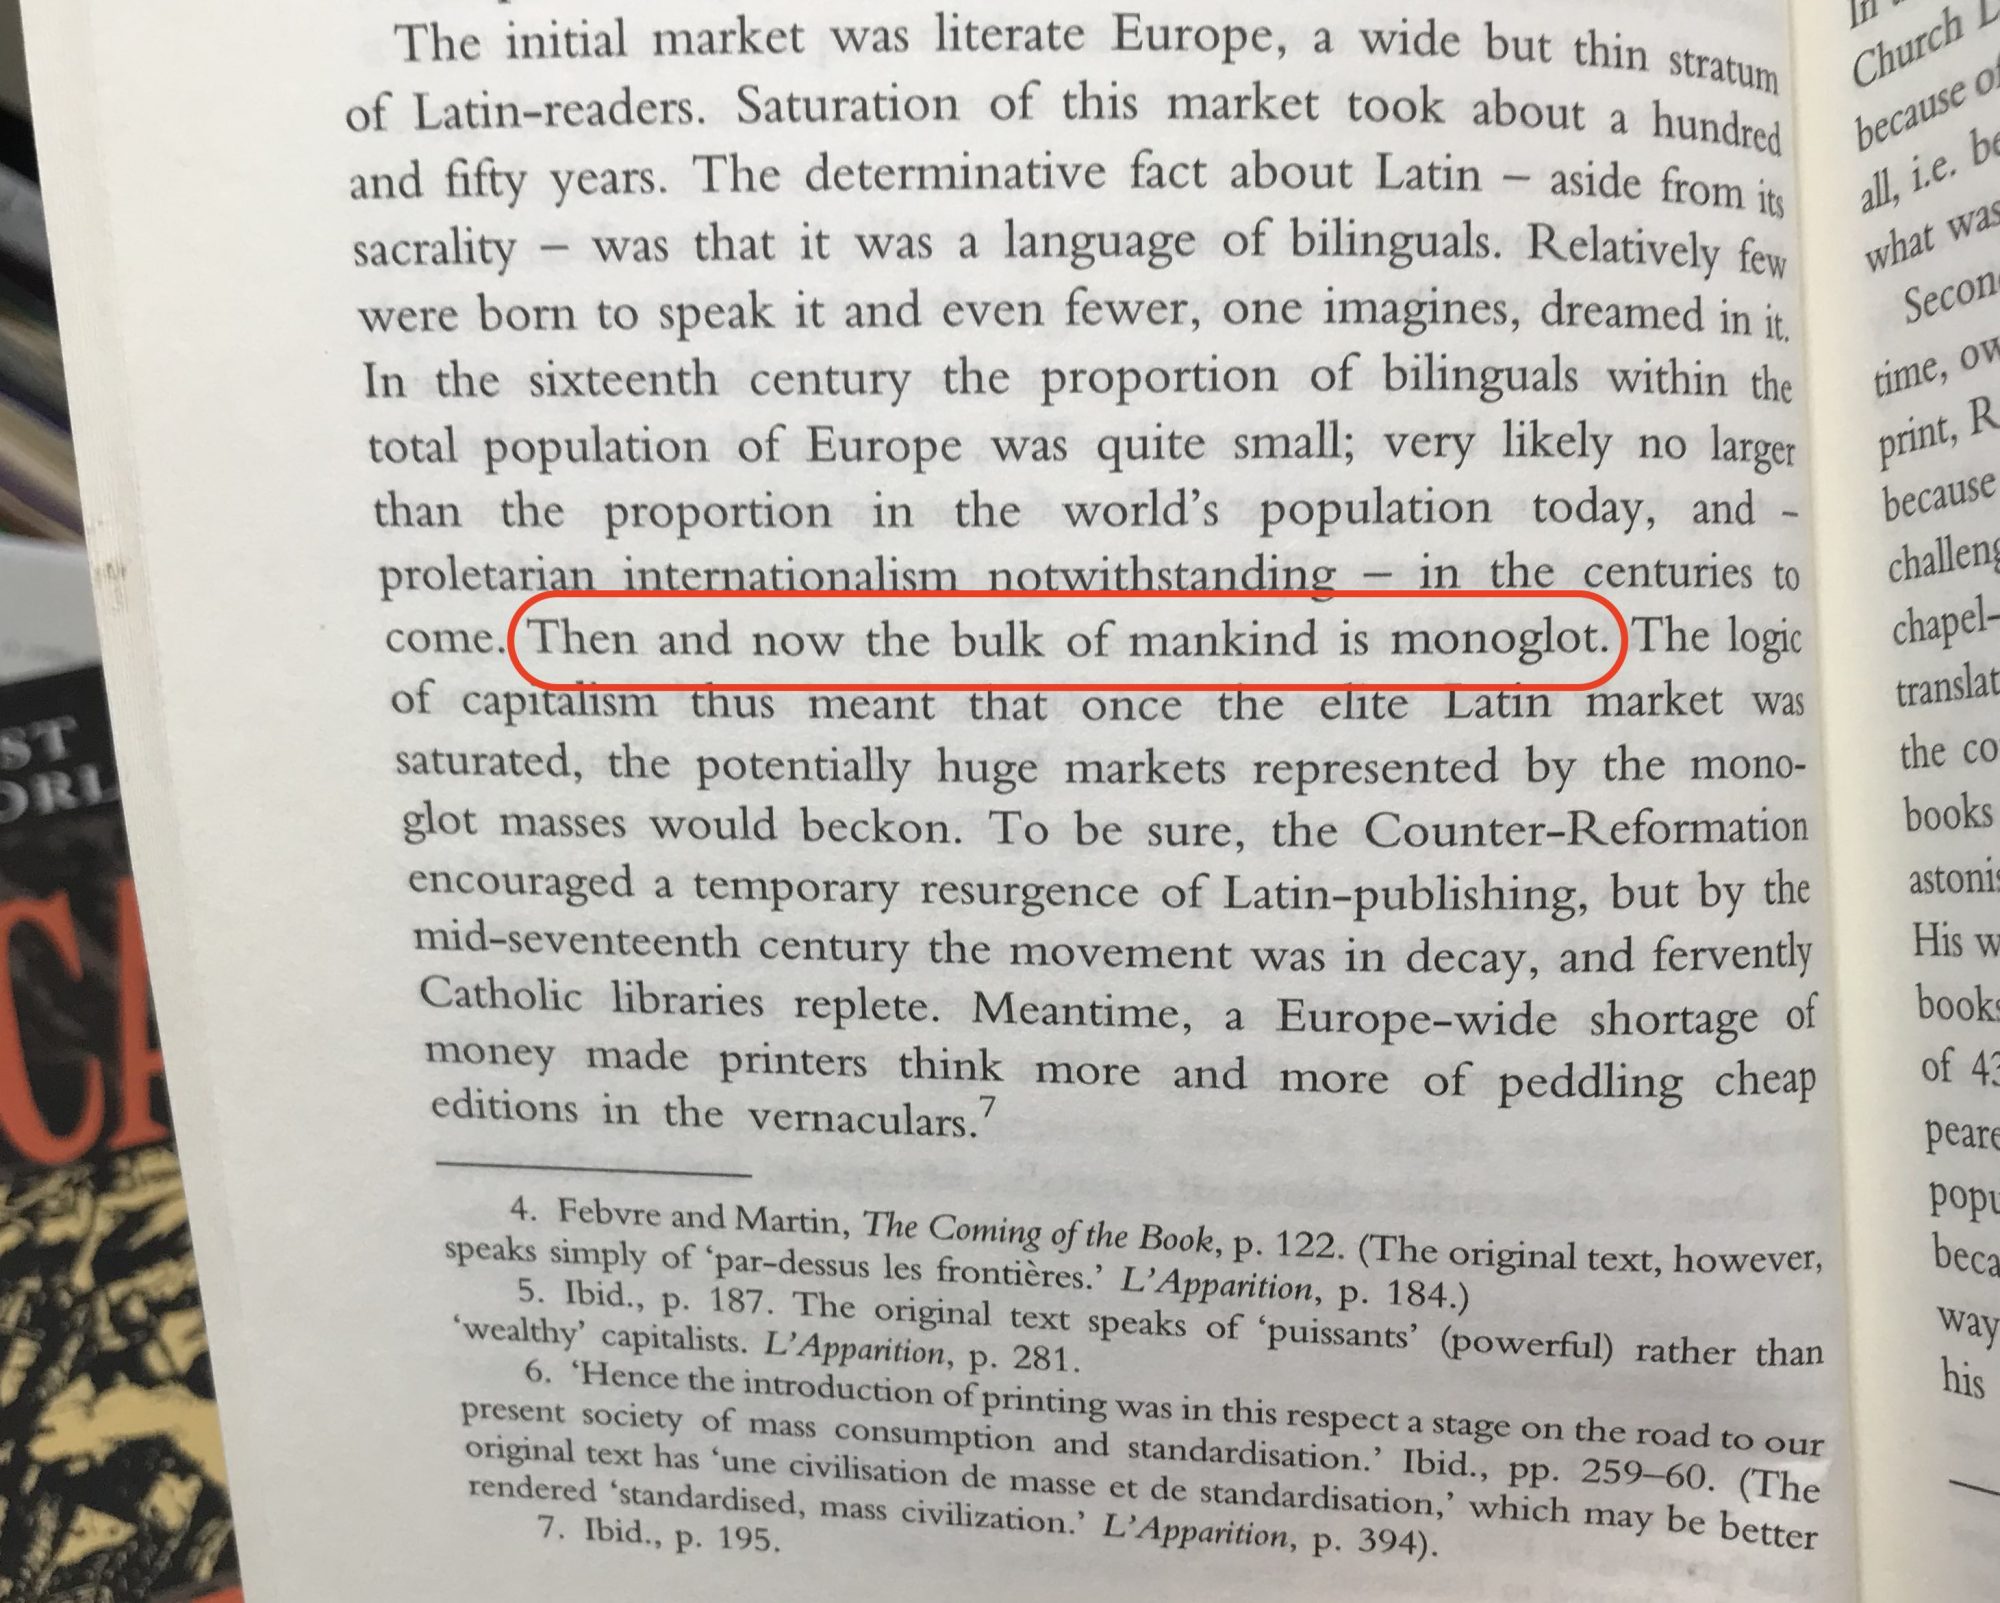 The initial market was literate Europe, a wide but thin stratum
of Latin-readers. Saturation of this market took about a hundred
and fifty years. The determinative fact about Latin – aside from its
sacrality – was that it was a language of bilinguals. Relatively few
were born to speak it and even fewer, one imagines, dreamed in it.
In the sixteenth century the proportion of bilinguals within the
total population of Europe was quite small; very likely no larger
than the proportion in the world's population today, and –
proletarian internationalism notwithstanding – in the centuries to
come. Then and now the bulk of mankind is monoglot. The logic
of capitalism thus meant that once the elite Latin market was
saturated, the potentially huge markets represented by the mono-
glot masses would beckon. To be sure, the Counter-Reformation
encouraged a temporary resurgence of Latin-publishing, but by the
mid-seventeenth century the movement was in decay, and fervently
Catholic libraries replete. Meantime, a Europe-wide shortage of
money made printers think more and more of peddling cheap
editions in the vernaculars.7
4. Febvre and Martin, The Coming of the Book, p. 122. (The original text, however,
speaks simply of 'par-dessus les frontières.' L'Apparition, p. 184.)
5. Ibid., p. 187. The original text speaks of 'puissants' (powerful) rather than
'wealthy' capitalists. L'Apparition, p. 281.
6. 'Hence the introduction of printing was in this respect a stage on the road to our
present society of mass consumption and standardisation.' Ibid., pp. 259–60. (The
original text has 'une civilisation de masse et de standardisation,' which may be better
rendered 'standardised, mass civilization.' L'Apparition, p. 394).
7. Ibid., p. 195.
Church
because
all, i.e.
what was
time,
print, R
because
chapel-
the
books
His
books
of
way
his